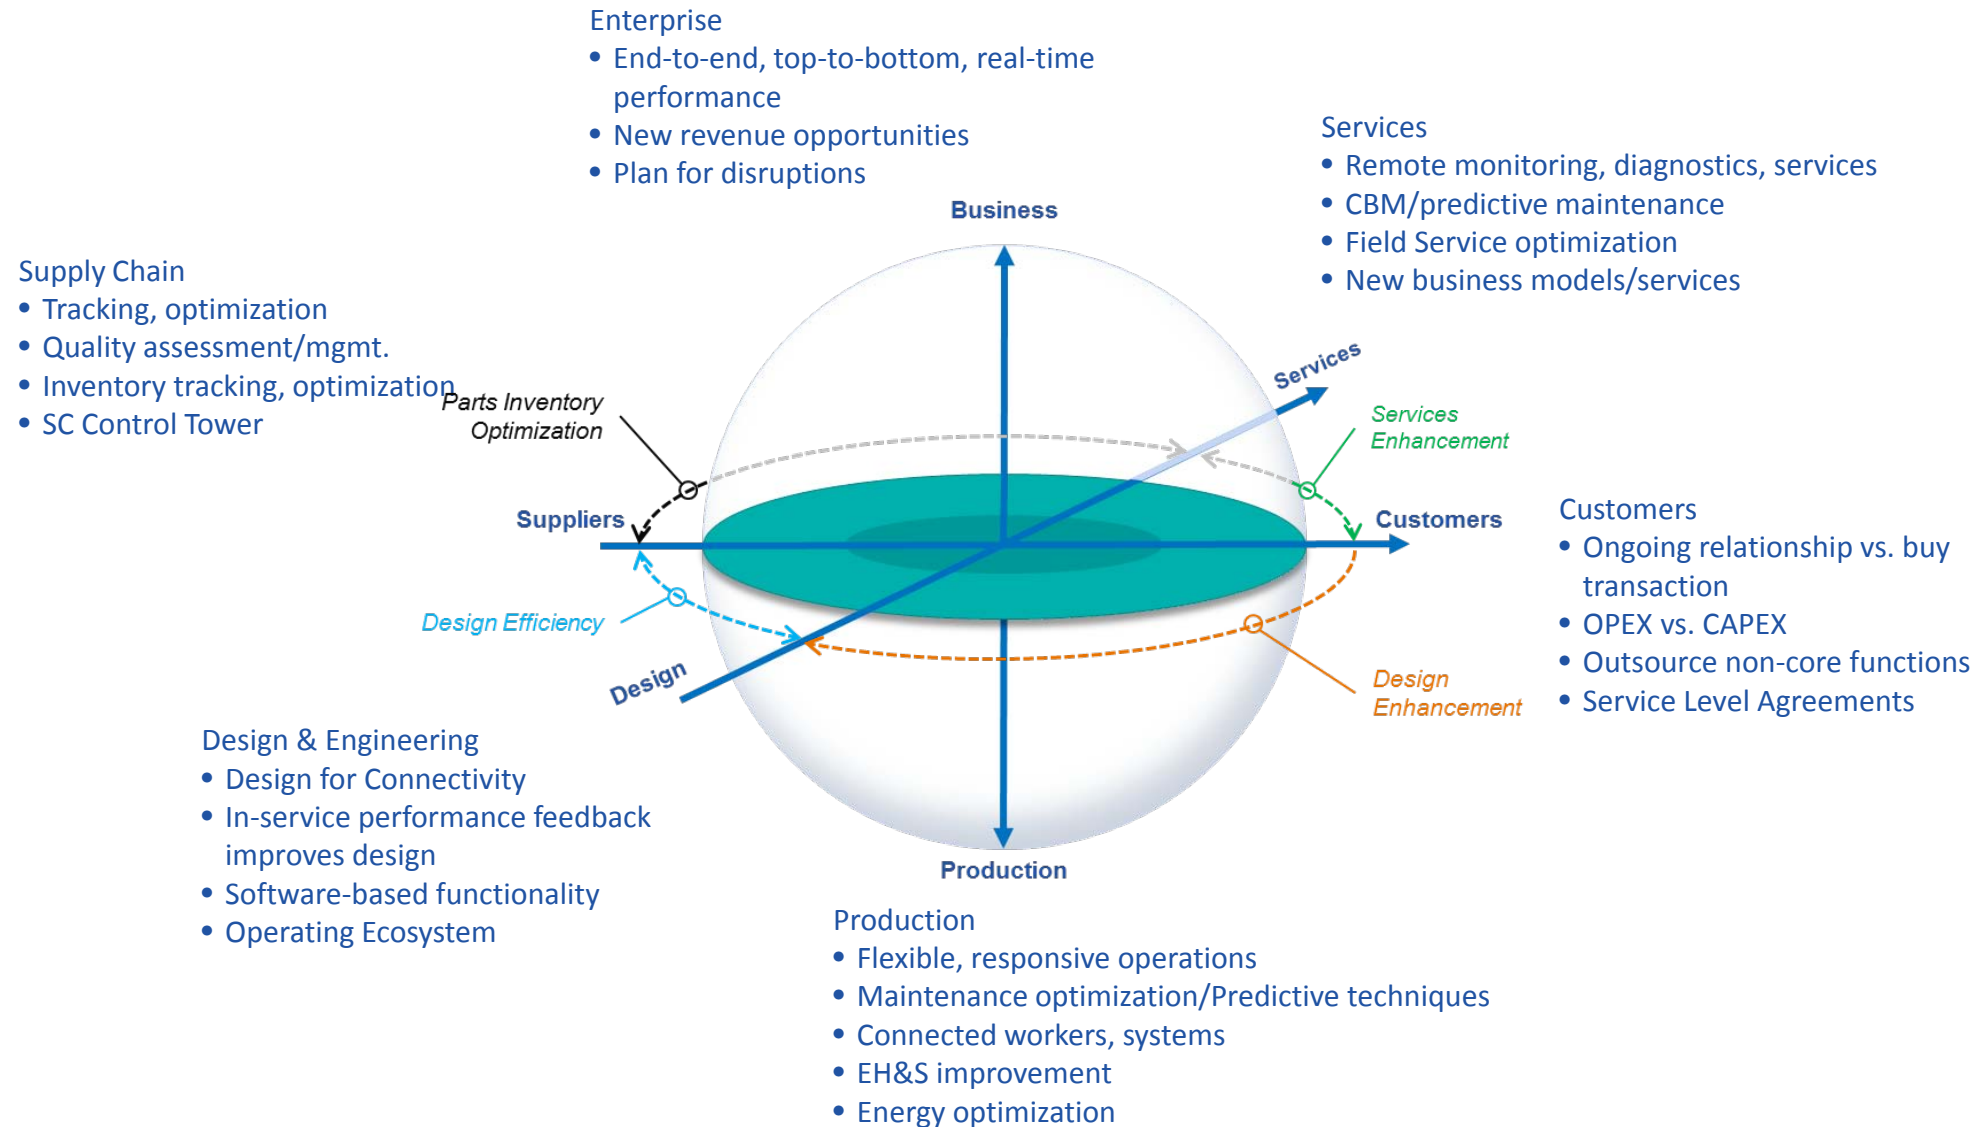 Enterprise
• End-to-end, top-to-bottom, real-time
performance
• New revenue opportunities
• Plan for disruptions
Services
• Remote monitoring, diagnostics, services
• CBM/predictive maintenance
• Field Service optimization
• New business models/services
Supply Chain
• Tracking, optimization
• Quality assessment/mgmt.
• Inventory tracking, optimization
• SC Control Tower
Business
Services
Parts Inventory
Optimization
Services
Enhancement
Suppliers
Customers
Design Efficiency
Design
Design
Enhancement
Customers
• Ongoing relationship vs. buy
transaction
• OPEX vs. CAPEX
• Outsource non-core functions
• Service Level Agreements
Design & Engineering
• Design for Connectivity
• In-service performance feedback
improves design
• Software-based functionality
• Operating Ecosystem
Production
Production
• Flexible, responsive operations
• Maintenance optimization/Predictive techniques
• Connected workers, systems
• EH&S improvement
• Energy optimization